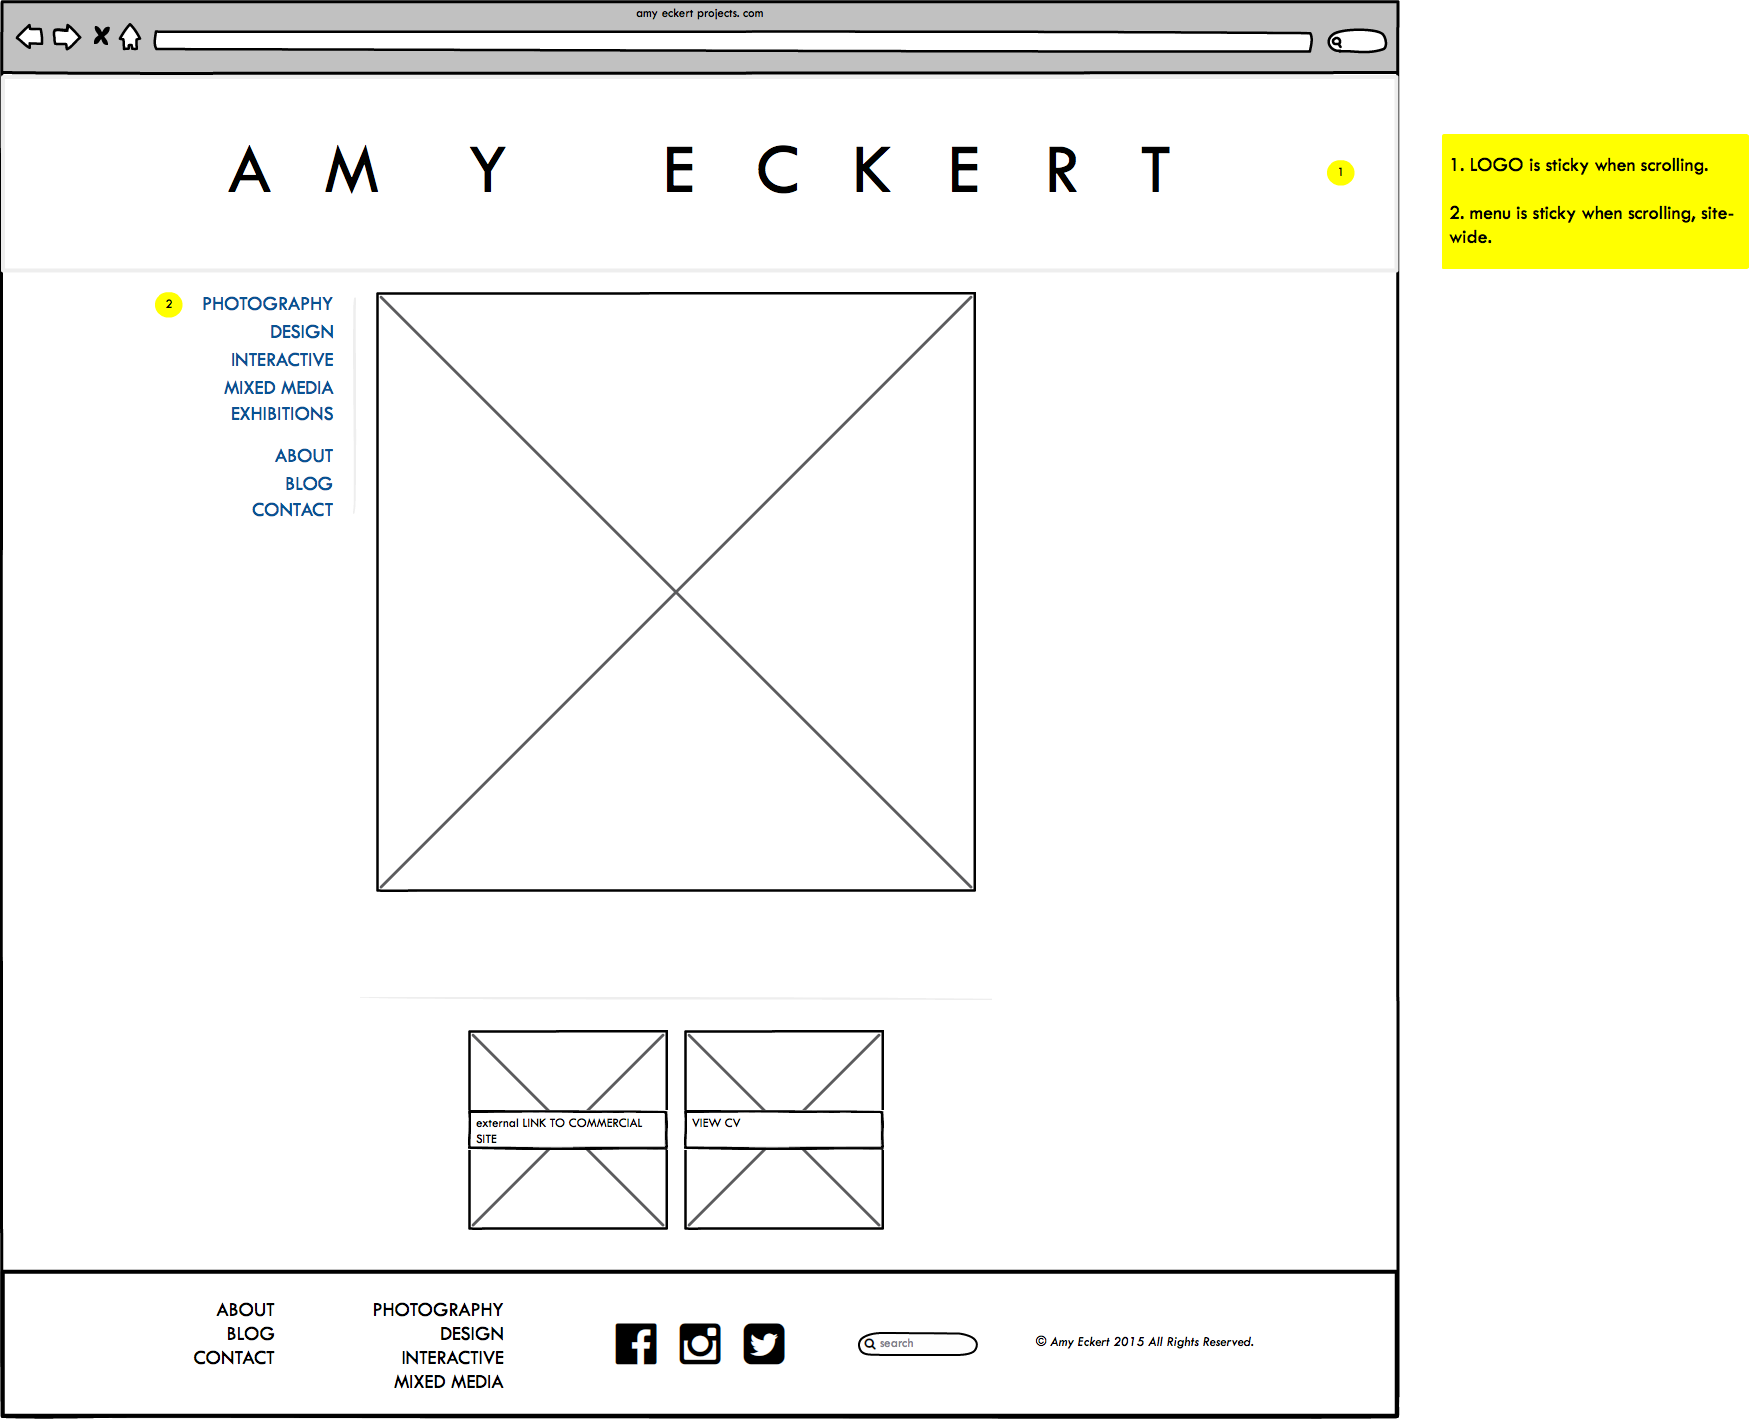 amy eckert projects. com
AMY ECKERT
1
1. LOGO is sticky when scrolling.
2. menu is sticky when scrolling, site-
wide.
2
PHOTOGRAPHY
DESIGN
INTERACTIVE
MIXED MEDIA
EXHIBITIONS
ABOUT
BLOG
CONTACT
external LINK TO COMMERCIAL
SITE
VIEW CV
ABOUT
BLOG
CONTACT
PHOTOGRAPHY
DESIGN
INTERACTIVE
MIXED MEDIA
search
© Amy Eckert 2015 All Rights Reserved.